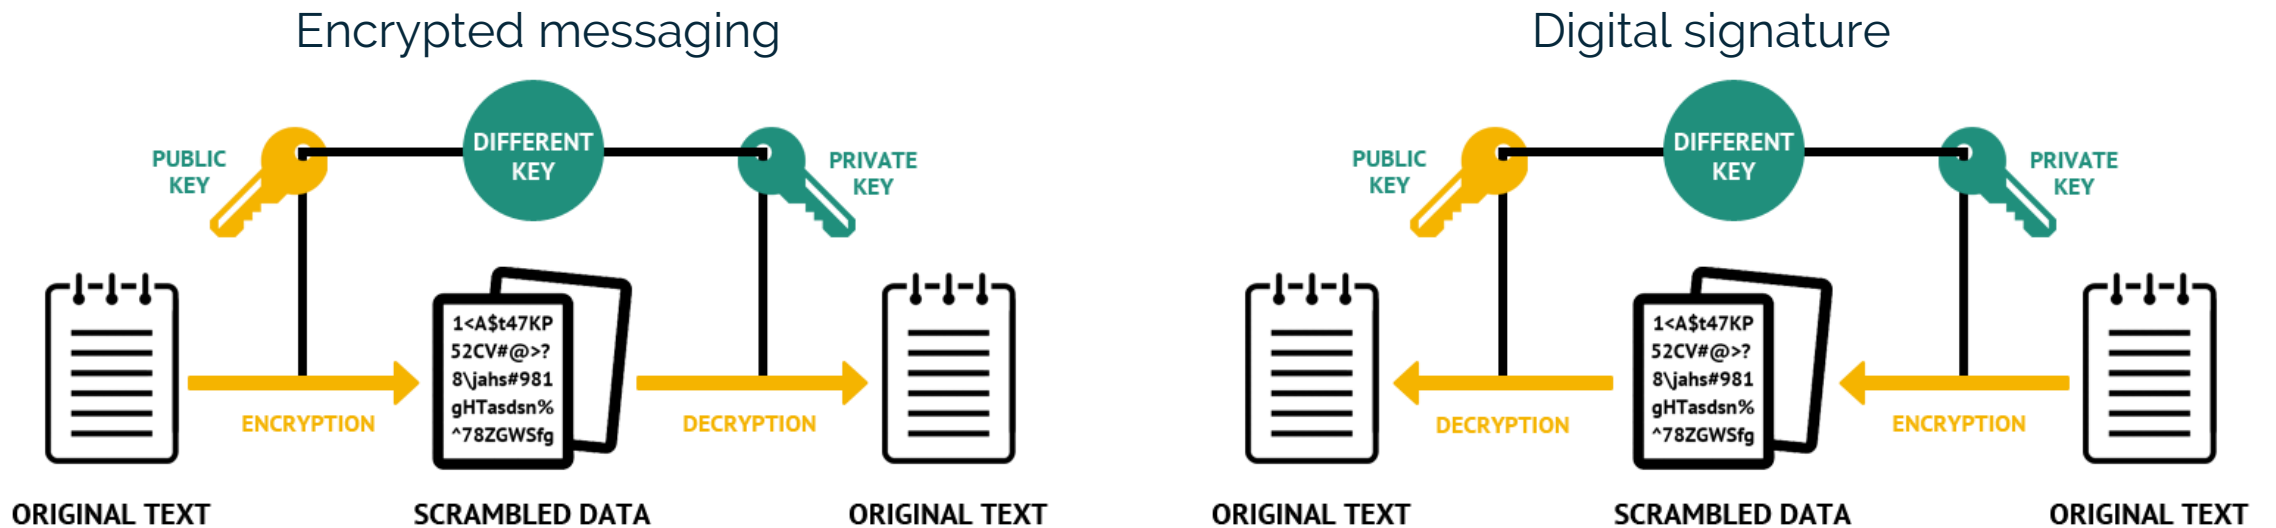 Encrypted messaging
DIFFERENT
KEY
PUBLIC
KEY
PRIVATE
KEY
1<A$t47KP
52CV#@>?
8\jahs#981
gHTasdsn%
^78ZGWSfg
ENCRYPTION
DECRYPTION
ORIGINAL TEXT
SCRAMBLED DATA
ORIGINAL TEXT
Digital signature
DIFFERENT
KEY
PUBLIC
KEY
PRIVATE
KEY
1<A$t47KP
52CV#@>?
8\jahs#981
gHTasdsn%
^78ZGWSfg
DECRYPTION
ENCRYPTION
ORIGINAL TEXT
SCRAMBLED DATA
ORIGINAL TEXT